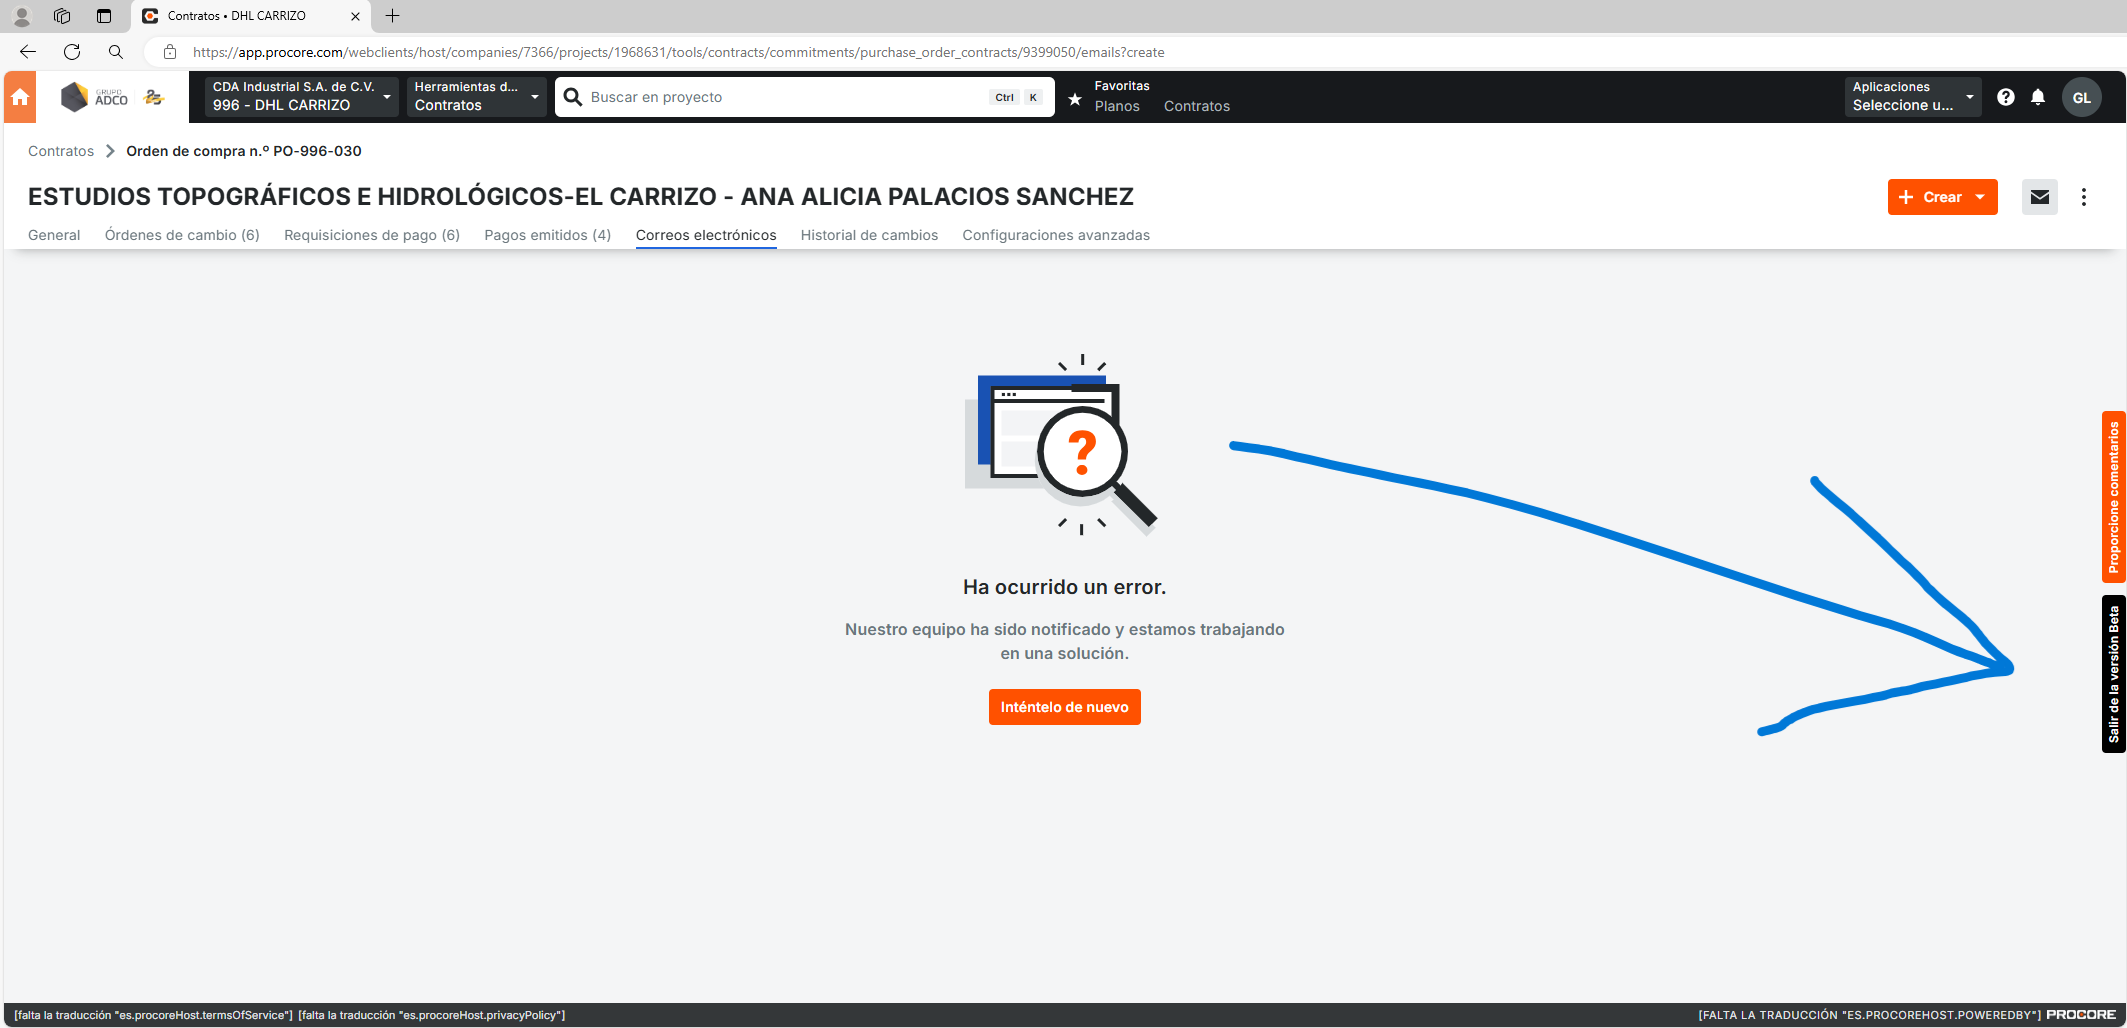 Contratos • DHL CARRIZO
https://app.procore.com/webclients/host/companies/7366/projects/1968631/tools/contracts/commitments/purchase_order_contracts/9399050/emails?create
GRUPO
ADCO
25
CDA Industrial S.A. de C.V.
996 - DHL CARRIZO
Herramientas d...
Contratos
Buscar en proyecto
Ctrl K
Favoritas
Planos Contratos
Aplicaciones
Seleccione u...
GL
Contratos > Orden de compra n.º PO-996-030
ESTUDIOS TOPOGRÁFICOS E HIDROLÓGICOS-EL CARRIZO - ANA ALICIA PALACIOS SANCHEZ
+ Crear
General Órdenes de cambio (6) Requisiciones de pago (6) Pagos emitidos (4) Correos electrónicos Historial de cambios Configuraciones avanzadas
?
Ha ocurrido un error.
Nuestro equipo ha sido notificado y estamos trabajando
en una solución.
Inténtelo de nuevo
Proporcione comentarios
Salir de la versión Beta
[falta la traducción "es.procoreHost.termsOfService"] [falta la traducción "es.procoreHost.privacyPolicy"]
[FALTA LA TRADUCCIÓN "ES.PROCOREHOST.POWEREDBY"] PROCORE